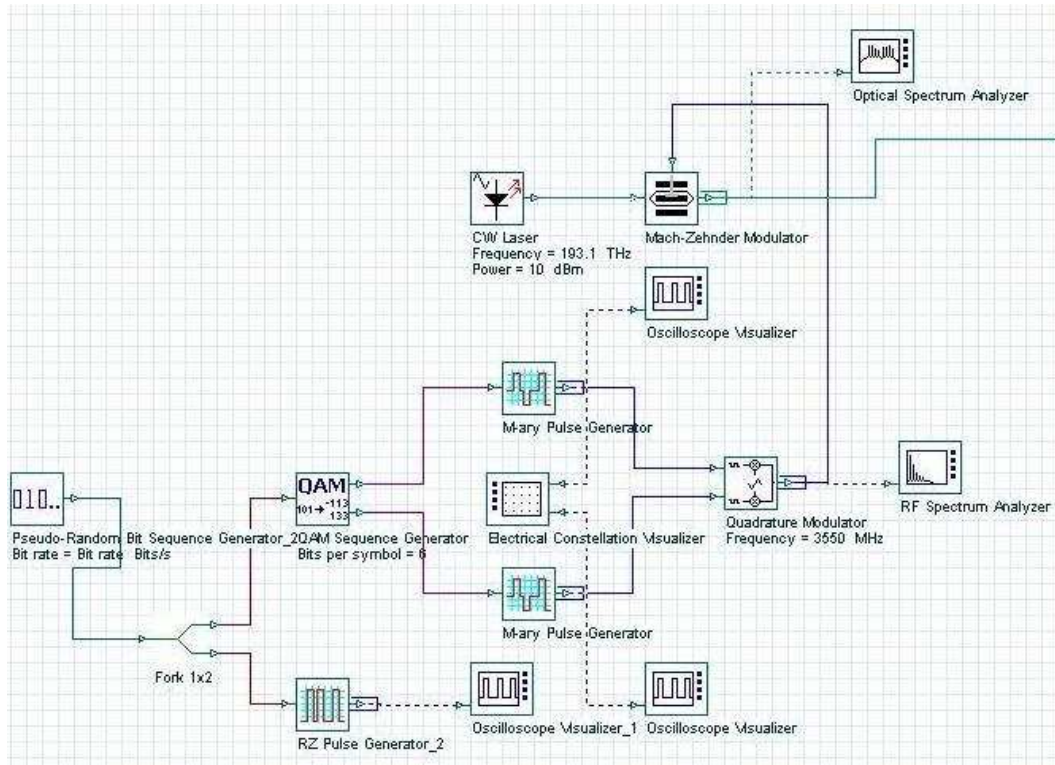 Optical Spectrum Analyzer
CW Laser
Frequency = 193.1 THz
Power = 10 dBm
Mach-Zehnder Modulator
Oscilloscope Visualizer
M-ary Pulse Generator
010..
QAM
101 -113
133
Pseudo-Random Bit Sequence Generator_2
Bit rate = Bit rate Bits/s
QAM Sequence Generator
Bits per symbol = 6
Electrical Constellation Visualizer
Quadrature Modulator
Frequency = 3550 MHz
RF Spectrum Analyzer
M-ary Pulse Generator
Fork 1x2
RZ Pulse Generator_2
Oscilloscope Visualizer_1
Oscilloscope Visualizer